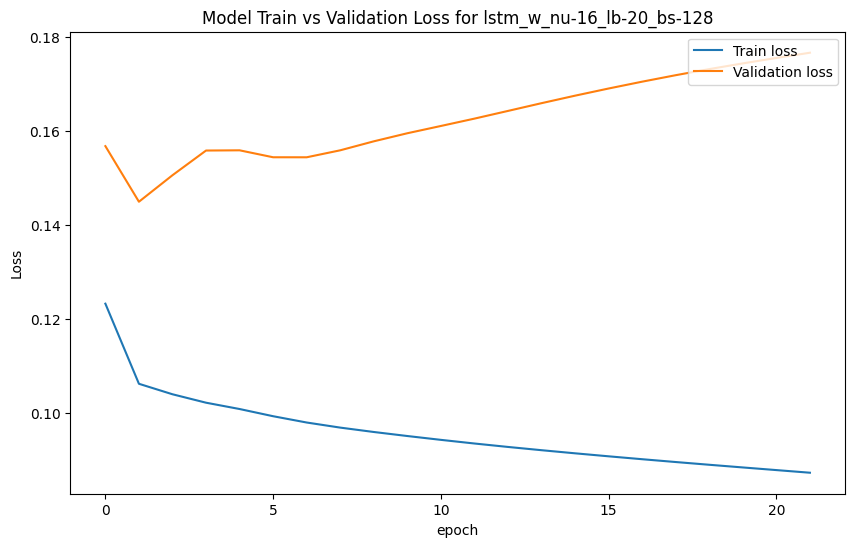 Model Train vs Validation Loss for lstm_w_nu-16_lb-20_bs-128
Train loss
Validation loss
0.18
0.16
0.14
0.12
0.10
Loss
0
5
10
15
20
epoch